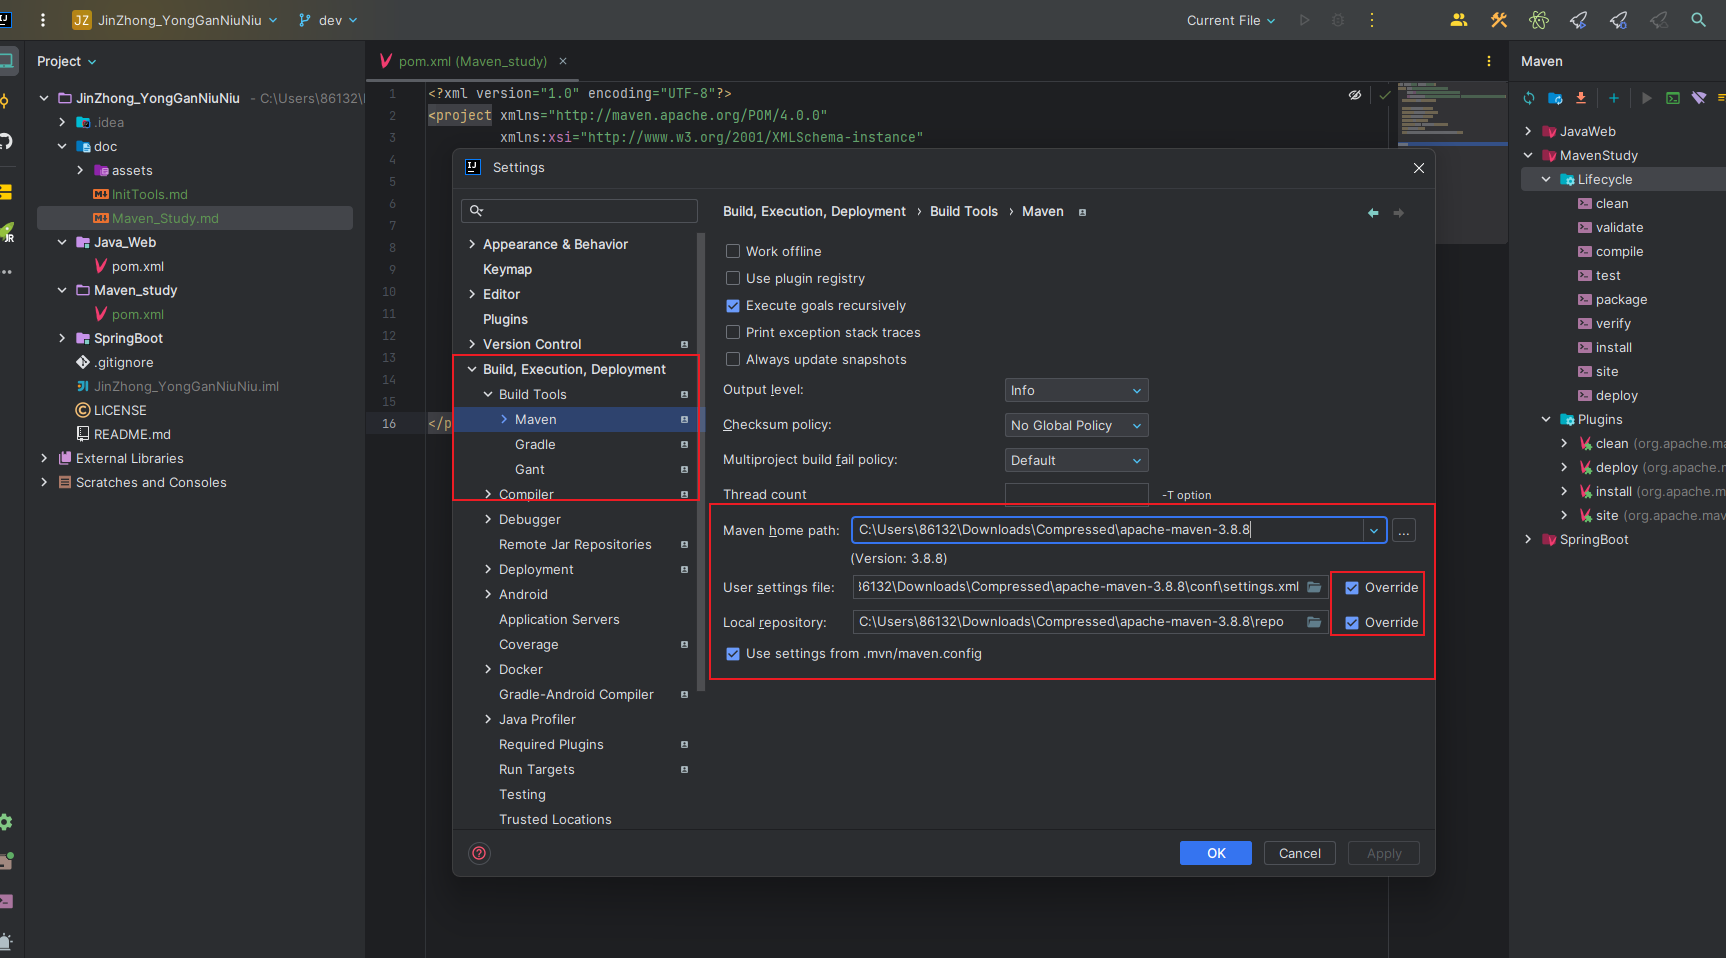 JZ JinZhong_YongGanNiuNiu dev Current File
Project
JinZhong_YongGanNiuNiu - C:\Users\86132\
.idea
doc
assets
InitTools.md
Maven_Study.md
Java_Web
pom.xml
Maven_study
pom.xml
SpringBoot
.gitignore
JinZhong_YongGanNiuNiu.iml
LICENSE
README.md
External Libraries
Scratches and Consoles
pom.xml (Maven_study)
1 <?xml version="1.0" encoding="UTF-8"?>
2 <project xmlns="http://maven.apache.org/POM/4.0.0"
3 xmlns:xsi="http://www.w3.org/2001/XMLSchema-instance"
4
5
6
7
8
9
10
11
12
13
14
15
16 </p
Settings
Appearance & Behavior
Keymap
Editor
Plugins
Version Control
Build, Execution, Deployment
Build Tools
Maven
Gradle
Gant
Compiler
Debugger
Remote Jar Repositories
Deployment
Android
Application Servers
Coverage
Docker
Gradle-Android Compiler
Java Profiler
Required Plugins
Run Targets
Testing
Trusted Locations
Build, Execution, Deployment › Build Tools › Maven
Work offline
Use plugin registry
Execute goals recursively
Print exception stack traces
Always update snapshots
Output level: Info
Checksum policy: No Global Policy
Multiproject build fail policy: Default
Thread count -T option
Maven home path: C:\Users\86132\Downloads\Compressed\apache-maven-3.8.8 ...
(Version: 3.8.8)
User settings file: 86132\Downloads\Compressed\apache-maven-3.8.8\conf\settings.xml Override
Local repository: C:\Users\86132\Downloads\Compressed\apache-maven-3.8.8\repo Override
Use settings from .mvn/maven.config
? OK Cancel Apply
Maven
JavaWeb
MavenStudy
Lifecycle
clean
validate
compile
test
package
verify
install
site
deploy
Plugins
clean (org.apache.ma
deploy (org.apache.m
install (org.apache.m
site (org.apache.mav
SpringBoot